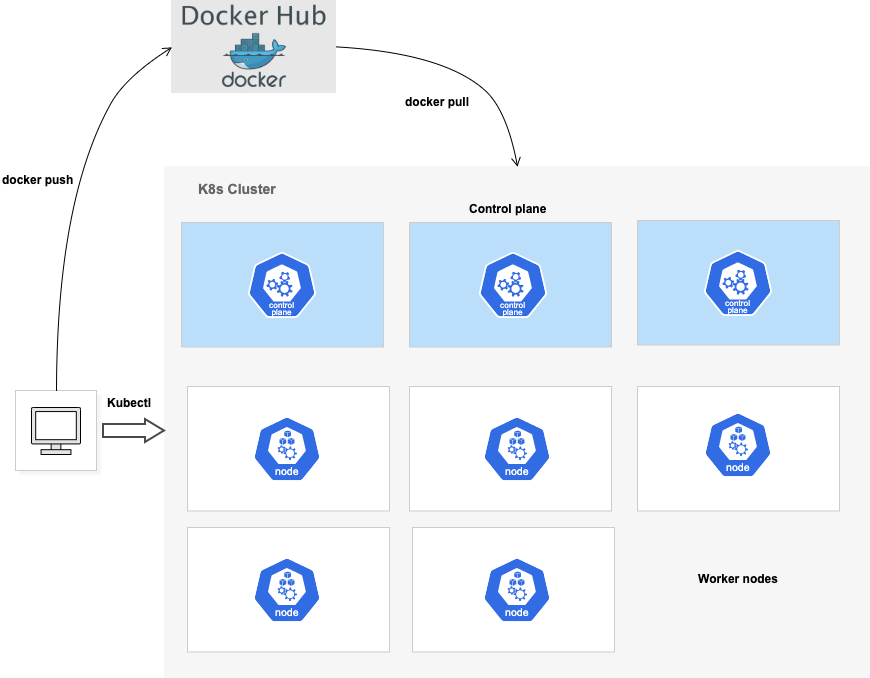 Docker Hub
docker
docker pull
docker push
K8s Cluster
Control plane
control
plane
control
plane
control
plane
Kubectl
node
node
node
node
node
Worker nodes